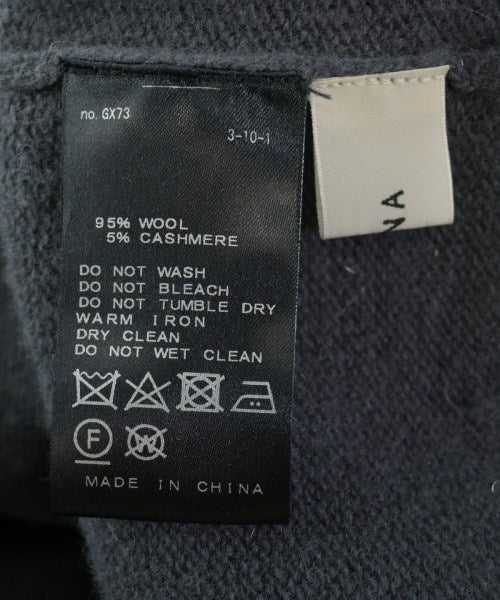 no. GX73
3-10-1
95% WOOL
5% CASHMERE
DO NOT WASH
DO NOT BLEACH
DO NOT TUMBLE DRY
WARM IRON
DRY CLEAN
DO NOT WET CLEAN
F
W
MADE IN CHINA
NA